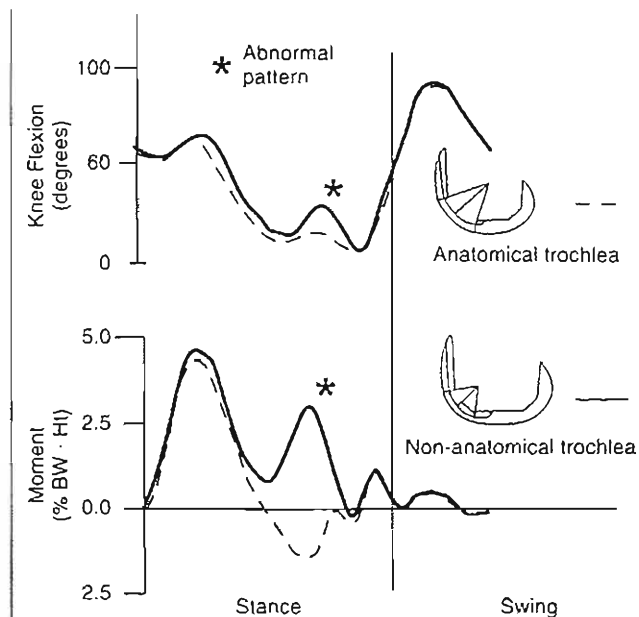 * Abnormal
pattern
100
60
0
Knee Flexion
(degrees)
*
Anatomical trochlea
5.0
2.5
0.0
2.5
Moment
(% BW · Ht)
*
Non-anatomical trochlea
Stance
Swing